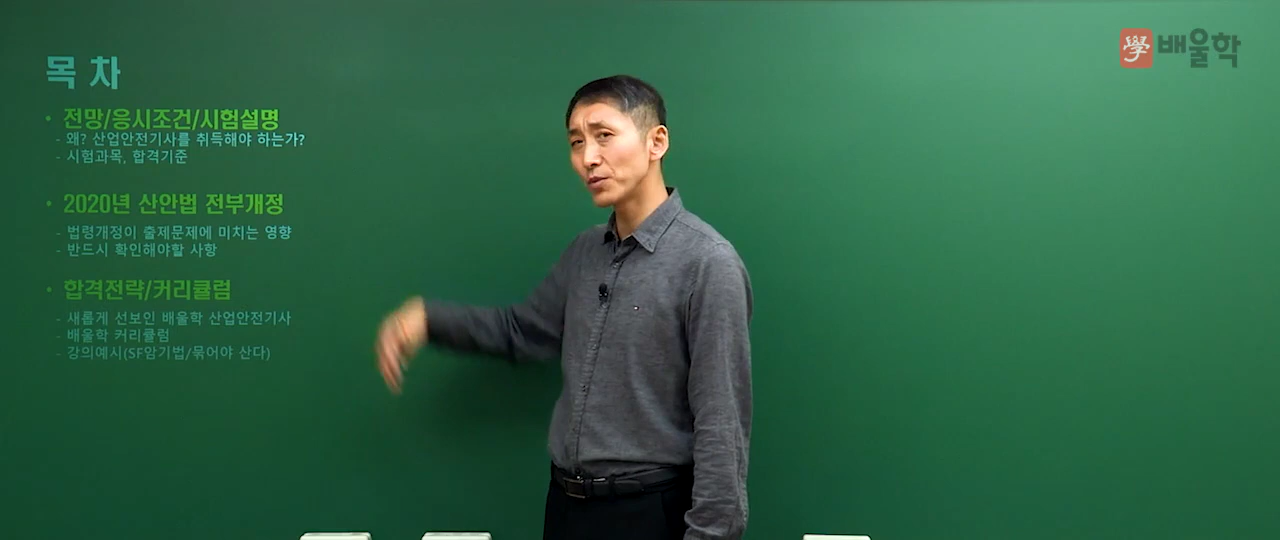 學 배울학
목 차
• 전망/응시조건/시험설명
- 왜? 산업안전기사를 취득해야 하는가?
- 시험과목, 합격기준
• 2020년 산안법 전부개정
- 법령개정이 출제문제에 미치는 영향
- 반드시 확인해야할 사항
• 합격전략/커리큘럼
- 새롭게 선보인 배울학 산업안전기사
- 배울학 커리큘럼
- 강의예시(SF암기법/묶어야 산다)